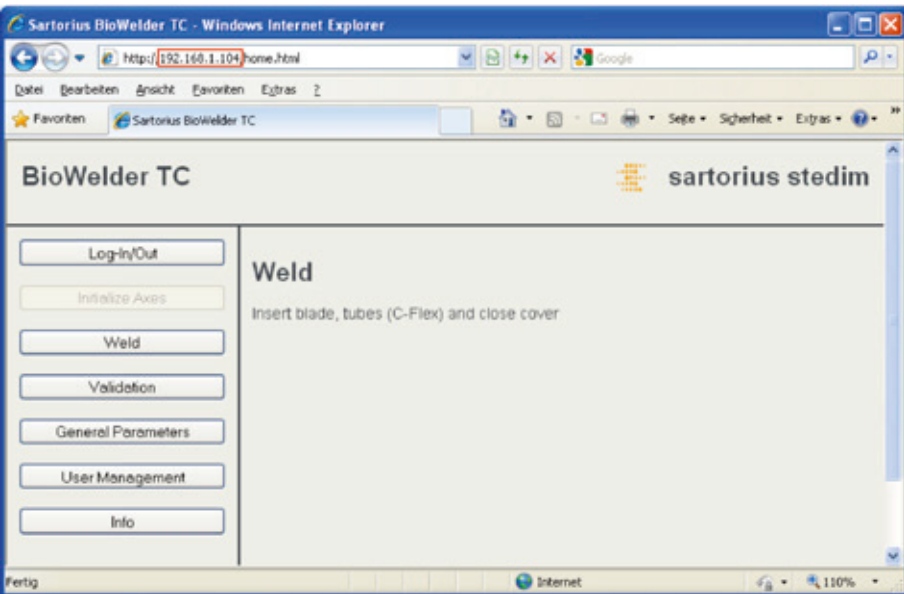 Sartorius BioWelder TC - Windows Internet Explorer
http://192.168.1.104/home.html
Google
Datei Bearbeiten Ansicht Favoriten Extras ?
Favoriten Sartorius BioWelder TC Seite Sicherheit Extras
BioWelder TC sartorius stedim
Log-In/Out
Weld
Initialize Axes
Insert blade, tubes (C-Flex) and close cover
Weld
Validation
General Parameters
User Management
Info
Fertig Internet 110%